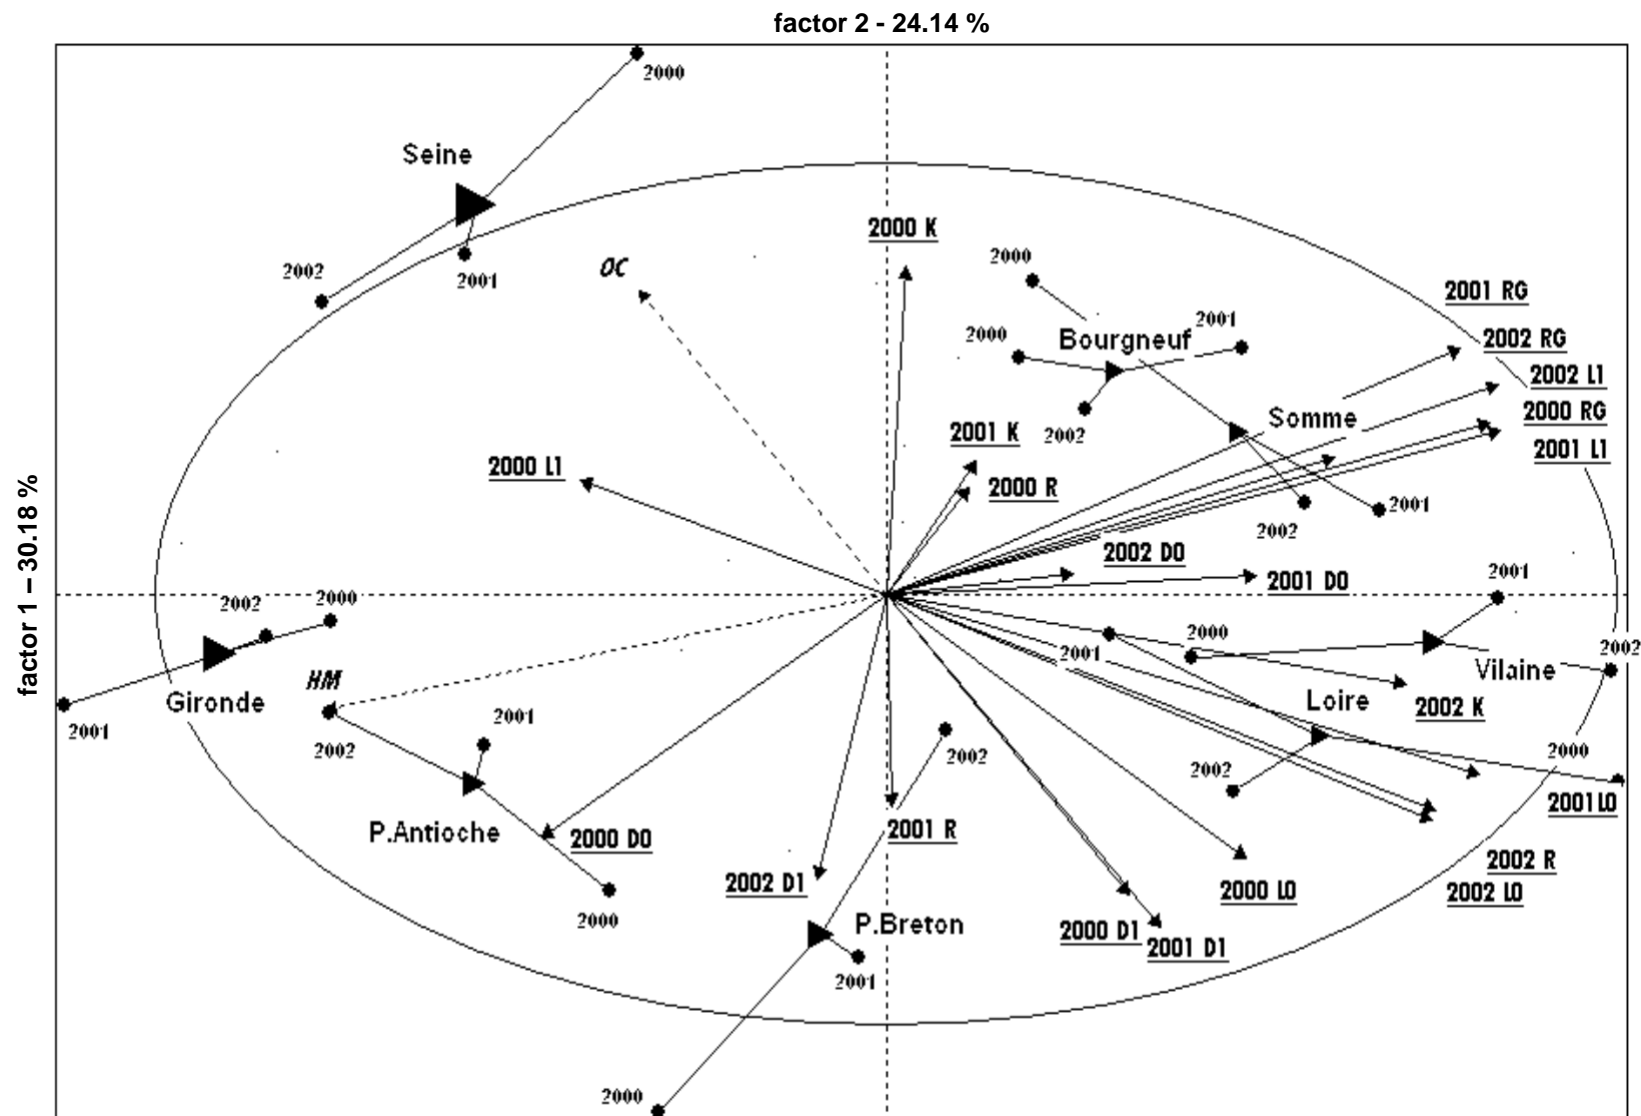 factor 2 - 24.14 %
2000
Seine
2000 K
OC
2002
2001
2000
2001 RG
2001
2000
Bourgneuf
2002 RG
2002 L1
2000 RG
Somme
2001 K
2002
2001 L1
2000 L1
2000 R
2001
2002
2002 D0
2001 D0
factor 1 – 30.18 %
2001
2002
2000
2000
2001
2002
Vilaine
HM
Gironde
Loire
2002 K
2001
2001
2002
2002
2000
2002
2001 L0
P.Antioche
2001 R
2000 D0
2002 R
2002 D1
2000 L0
2002 L0
2000
P.Breton
2000 D1
2001 D1
2001
2000